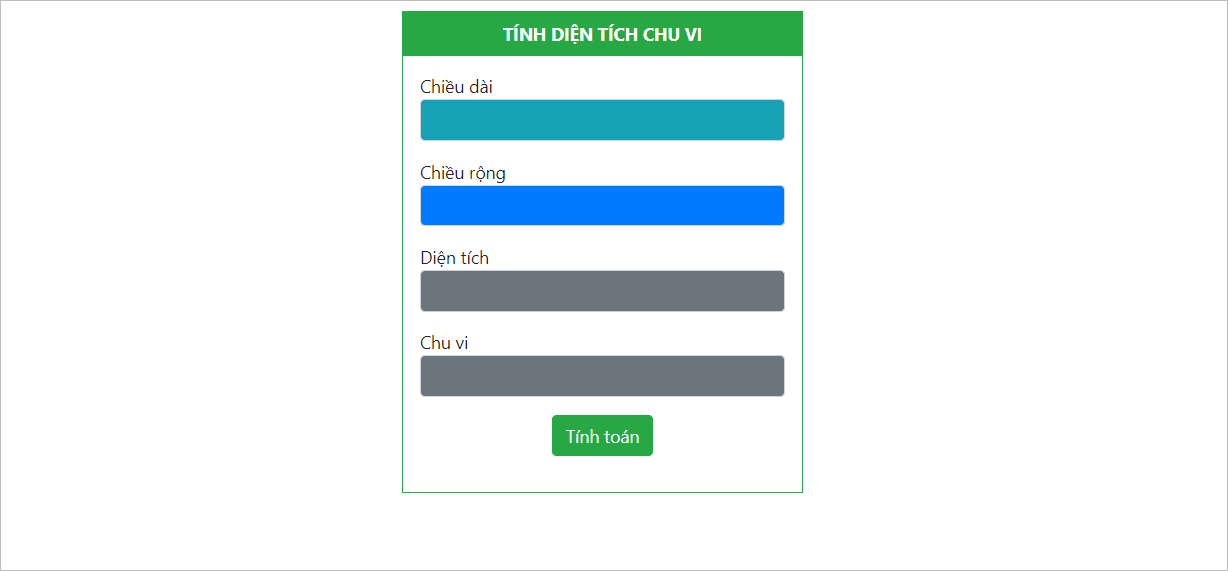 TÍNH DIỆN TÍCH CHU VI
Chiều dài
Chiều rộng
Diện tích
Chu vi
Tính toán